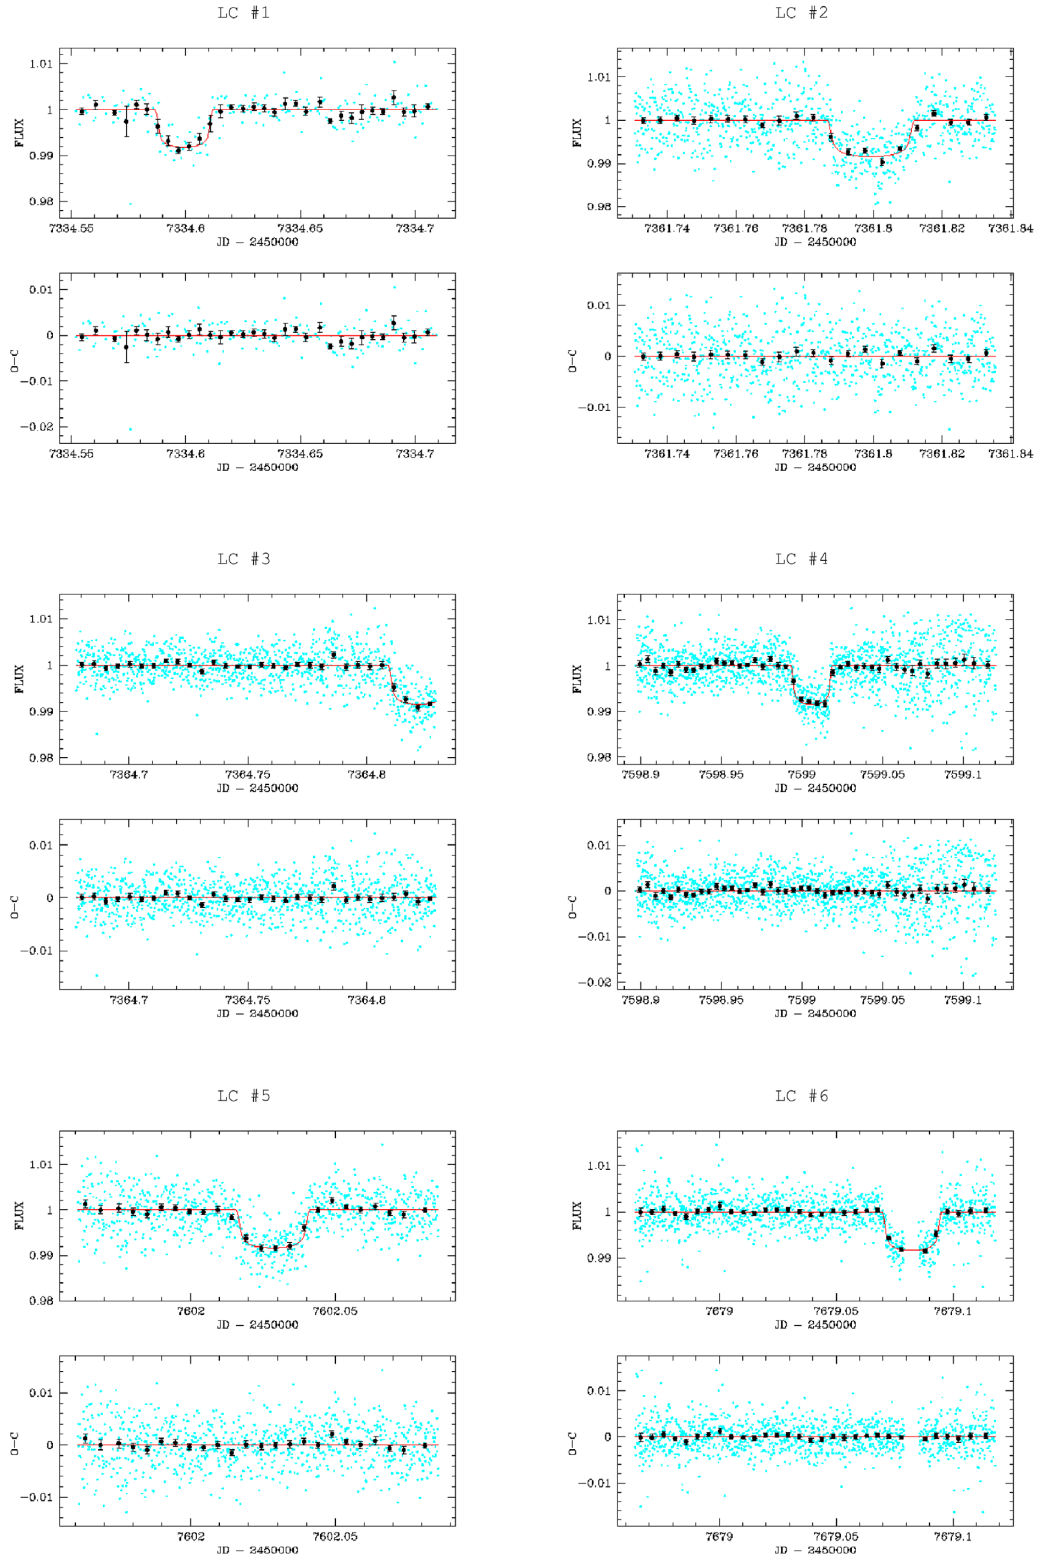 LC #1
1.01
1
0.99
0.98
FLUX
7334.55 7334.6 7334.65 7334.7
JD − 2450000
0.01
0
−0.01
−0.02
O−C
7334.55 7334.6 7334.65 7334.7
JD − 2450000
LC #2
1.01
1
0.99
0.98
FLUX
7361.74 7361.76 7361.78 7361.8 7361.82 7361.84
JD − 2450000
0.01
0
−0.01
O−C
7361.74 7361.76 7361.78 7361.8 7361.82 7361.84
JD − 2450000
LC #3
1.01
1
0.99
0.98
FLUX
7364.7 7364.75 7364.8
JD − 2450000
0.01
0
−0.01
O−C
7364.7 7364.75 7364.8
JD − 2450000
LC #4
1.01
1
0.99
0.98
FLUX
7598.9 7598.95 7599 7599.05 7599.1
JD − 2450000
0.01
0
−0.01
−0.02
O−C
7598.9 7598.95 7599 7599.05 7599.1
JD − 2450000
LC #5
1.01
1
0.99
0.98
FLUX
7602 7602.05
JD − 2450000
0.01
0
−0.01
O−C
7602 7602.05
JD − 2450000
LC #6
1.01
1
0.99
FLUX
7679 7679.05 7679.1
JD − 2450000
0.01
0
−0.01
O−C
7679 7679.05 7679.1
JD − 2450000